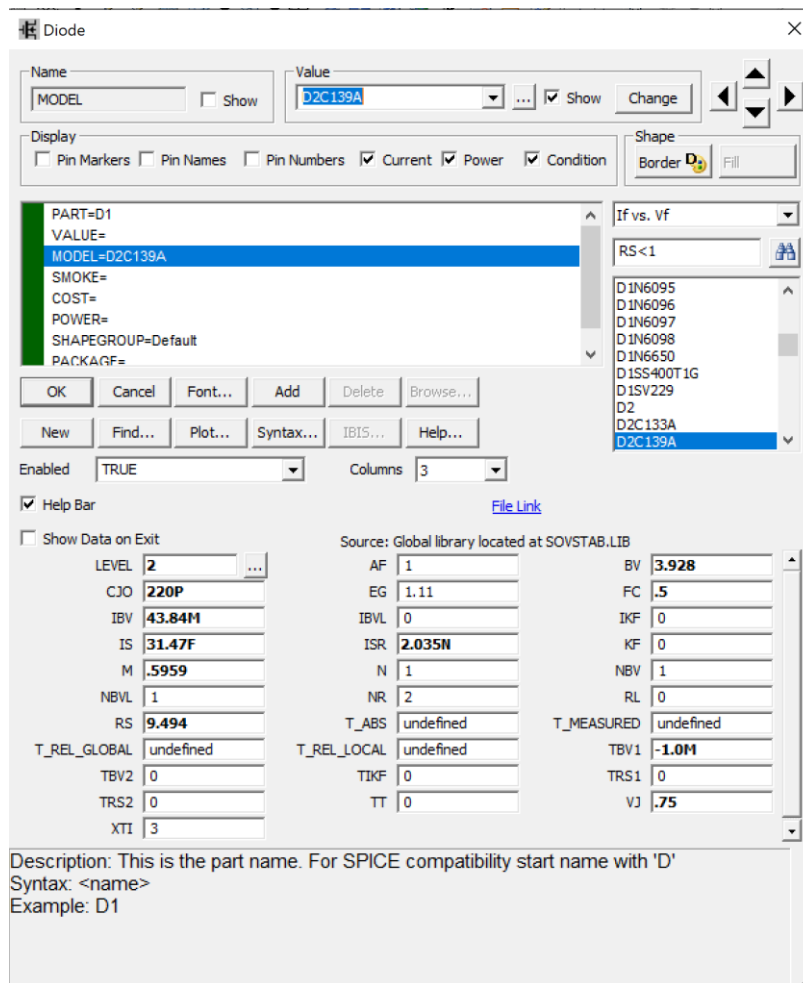 Diode
Name
Value
MODEL Show D2C139A ... Show Change
Display
Shape
Pin Markers Pin Names Pin Numbers Current Power Condition
Border Fill
PART=D1
VALUE=
MODEL=D2C139A
SMOKE=
COST=
POWER=
SHAPEGROUP=Default
PACKAGE=
If vs. Vf
RS<1
D1N6095
D1N6096
D1N6097
D1N6098
D1N6650
D1SS400T1G
D1SV229
D2
D2C133A
D2C139A
OK Cancel Font... Add Delete Browse...
New Find... Plot... Syntax... IBIS... Help...
Enabled TRUE Columns 3
Help Bar File Link
Show Data on Exit Source: Global library located at SOVSTAB.LIB
LEVEL 2 ... AF 1 BV 3.928
CJO 220P EG 1.11 FC .5
IBV 43.84M IBVL 0 IKF 0
IS 31.47F ISR 2.035N KF 0
M .5959 N 1 NBV 1
NBVL 1 NR 2 RL 0
RS 9.494 T_ABS undefined T_MEASURED undefined
T_REL_GLOBAL undefined T_REL_LOCAL undefined TBV1 -1.0M
TBV2 0 TIKF 0 TRS1 0
TRS2 0 TT 0 VJ .75
XTI 3
Description: This is the part name. For SPICE compatibility start name with 'D'
Syntax: <name>
Example: D1